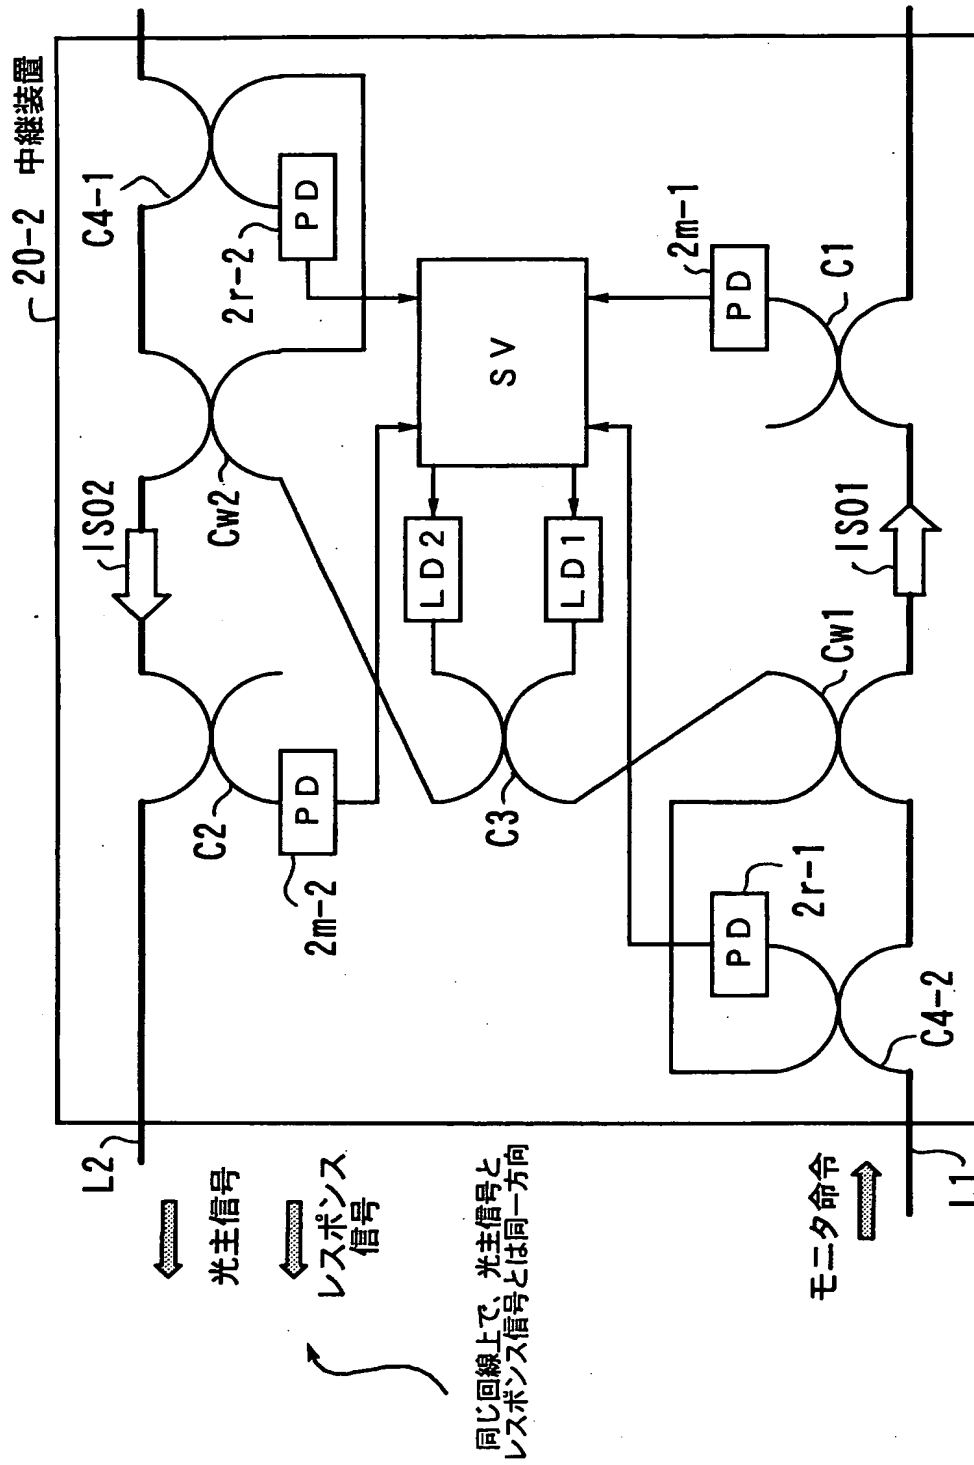 20-2 中継装置
L2
ISO2
C4-1
C2
Cw2
2r-2
PD
2m-2
PD
LD2
LD1
SV
C3
2m-1
PD
2r-1
PD
Cw1
C1
C4-2
ISO1
L1
光主信号
レスポンス
信号
同じ回線上で、光主信号と
レスポンス信号とは同一方向
モニタ命令